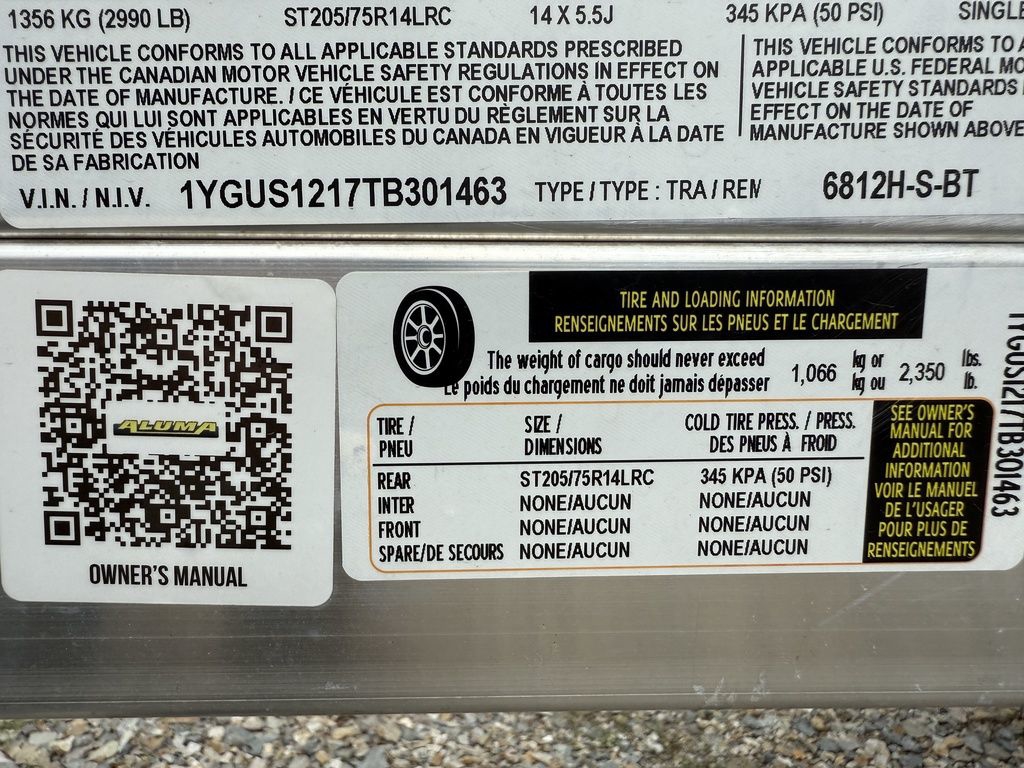 1356 KG (2990 LB) ST205/75R14LRC 14 X 5.5J 345 KPA (50 PSI) SINGLE
THIS VEHICLE CONFORMS TO ALL APPLICABLE STANDARDS PRESCRIBED
UNDER THE CANADIAN MOTOR VEHICLE SAFETY REGULATIONS IN EFFECT ON
THE DATE OF MANUFACTURE. / CE VÉHICULE EST CONFORME À TOUTES LES
NORMES QUI LUI SONT APPLICABLES EN VERTU DU RÈGLEMENT SUR LA
SÉCURITÉ DES VÉHICULES AUTOMOBILES DU CANADA EN VIGUEUR À LA DATE
DE SA FABRICATION
THIS VEHICLE CONFORMS TO
APPLICABLE U.S. FEDERAL
VEHICLE SAFETY STANDARDS
EFFECT ON THE DATE OF
MANUFACTURE SHOWN ABOVE
V.I.N. / N.I.V. 1YGUS1217TB301463 TYPE / TYPE : TRA / REM 6812H-S-BT
ALUMA
OWNER'S MANUAL
TIRE AND LOADING INFORMATION
RENSEIGNEMENTS SUR LES PNEUS ET LE CHARGEMENT
The weight of cargo should never exceed 1,066 kg or 2,350 lbs.
Le poids du chargement ne doit jamais dépasser kg ou lb.
TIRE / SIZE / COLD TIRE PRESS. / PRESS.
PNEU DIMENSIONS DES PNEUS À FROID
REAR ST205/75R14LRC 345 KPA (50 PSI)
INTER NONE/AUCUN NONE/AUCUN
FRONT NONE/AUCUN NONE/AUCUN
SPARE/DE SECOURS NONE/AUCUN NONE/AUCUN
SEE OWNER'S
MANUAL FOR
ADDITIONAL
INFORMATION
VOIR LE MANUEL
DE L'USAGER
POUR PLUS DE
RENSEIGNEMENTS
1YGUS1217TB301463